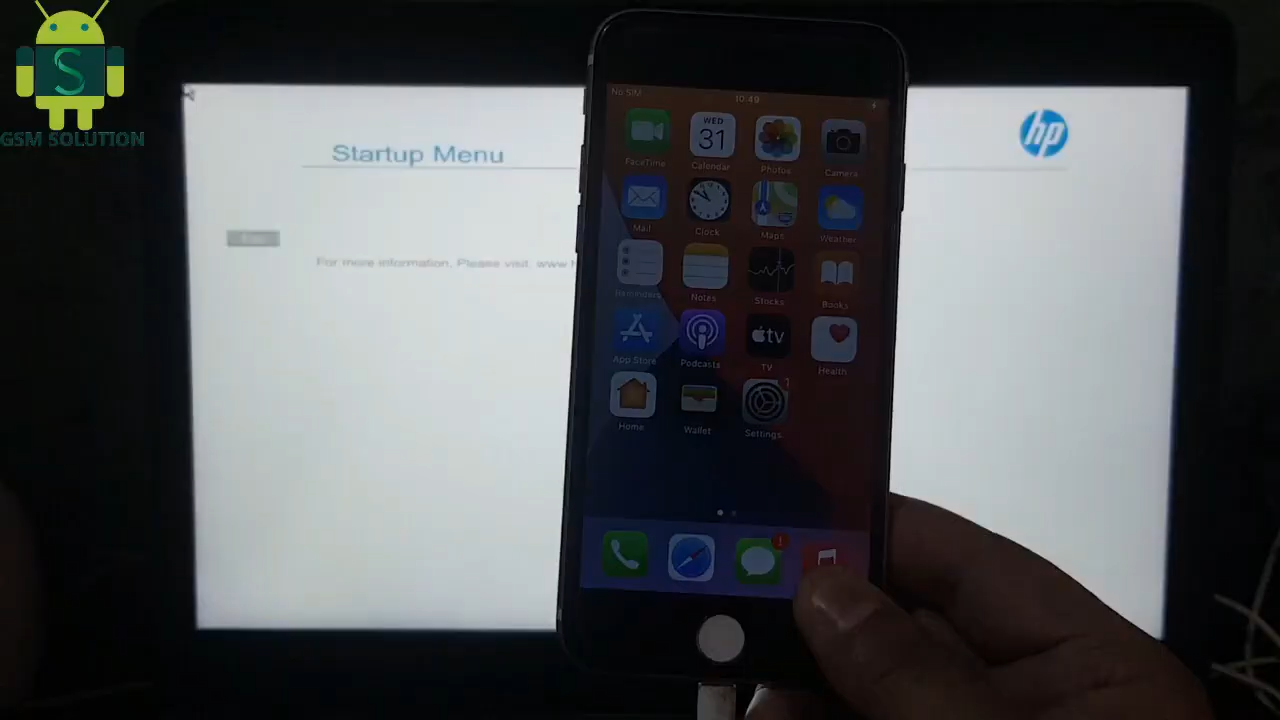 GSM SOLUTION
S
Startup Menu
hp
For more information, Please visit, www
No SIM
10:49
WED
31
FaceTime
Calendar
Photos
Camera
Mail
Clock
Maps
Weather
Reminders
Notes
Stocks
Books
tv
App Store
Podcasts
TV
Health
1
Home
Wallet
Settings
!